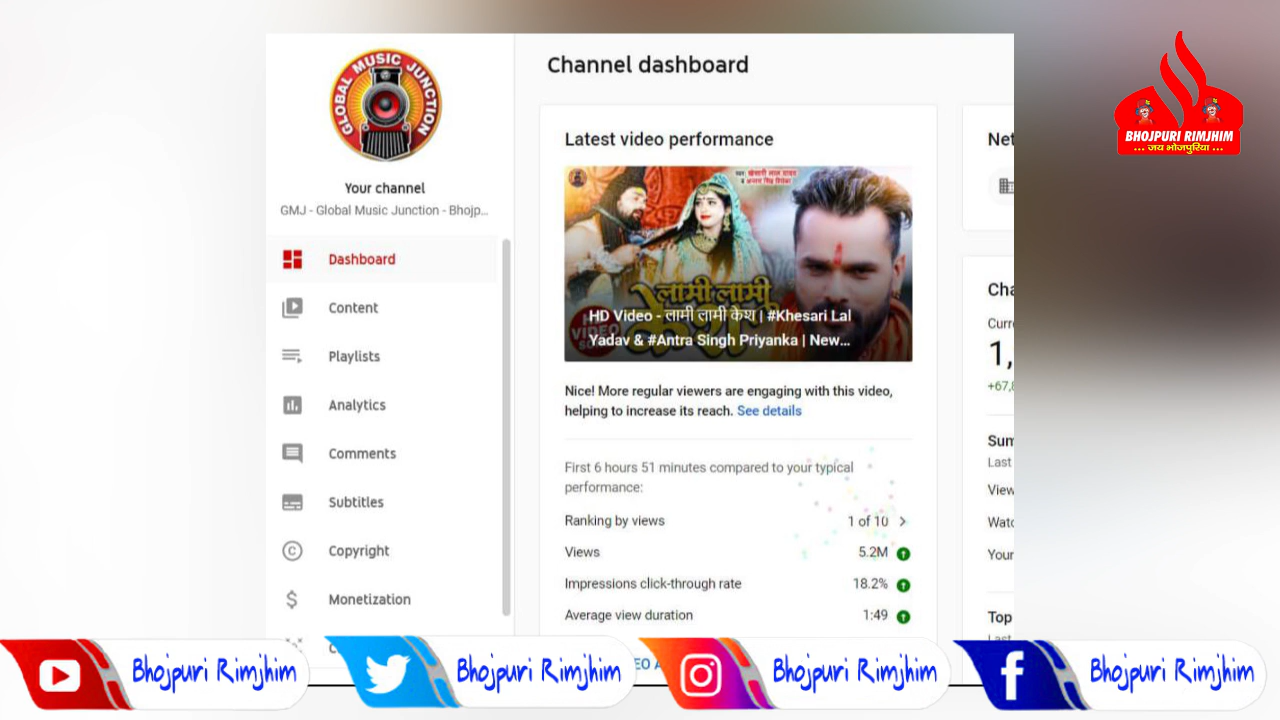 GLOBAL MUSIC JUNCTION
Your channel
GMJ - Global Music Junction - Bhojp...
Dashboard
Content
Playlists
Analytics
Comments
Subtitles
Copyright
Monetization
Channel dashboard
Latest video performance
लामी लामी
केश
HD Video - लामी लामी केश | #Khesari Lal
Yadav & #Antra Singh Priyanka | New...
Nice! More regular viewers are engaging with this video,
helping to increase its reach. See details
First 6 hours 51 minutes compared to your typical
performance:
Ranking by views 1 of 10
Views 5.2M
Impressions click-through rate 18.2%
Average view duration 1:49
Net
Cha
Curre
1,
+67,8
Sum
Last
View
Watc
Your
Top
BHOJPURI RIMJHIM
... जय भोजपुरिया ...
Bhojpuri Rimjhim
Bhojpuri Rimjhim
Bhojpuri Rimjhim
Bhojpuri Rimjhim